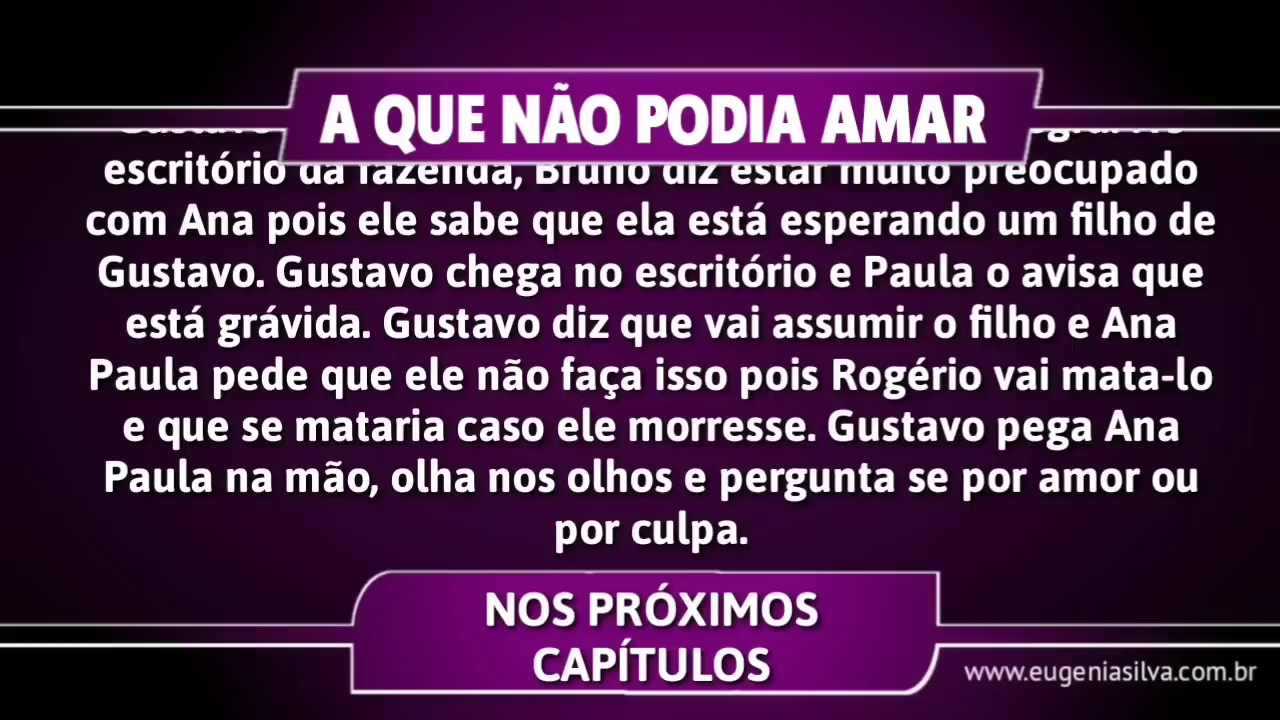 A QUE NÃO PODIA AMAR
escritório da fazenda, Bruno diz estar muito preocupado
com Ana pois ele sabe que ela está esperando um filho de
Gustavo. Gustavo chega no escritório e Paula o avisa que
está grávida. Gustavo diz que vai assumir o filho e Ana
Paula pede que ele não faça isso pois Rogério vai mata-lo
e que se mataria caso ele morresse. Gustavo pega Ana
Paula na mão, olha nos olhos e pergunta se por amor ou
por culpa.
NOS PRÓXIMOS
CAPÍTULOS
www.eugeniasilva.com.br